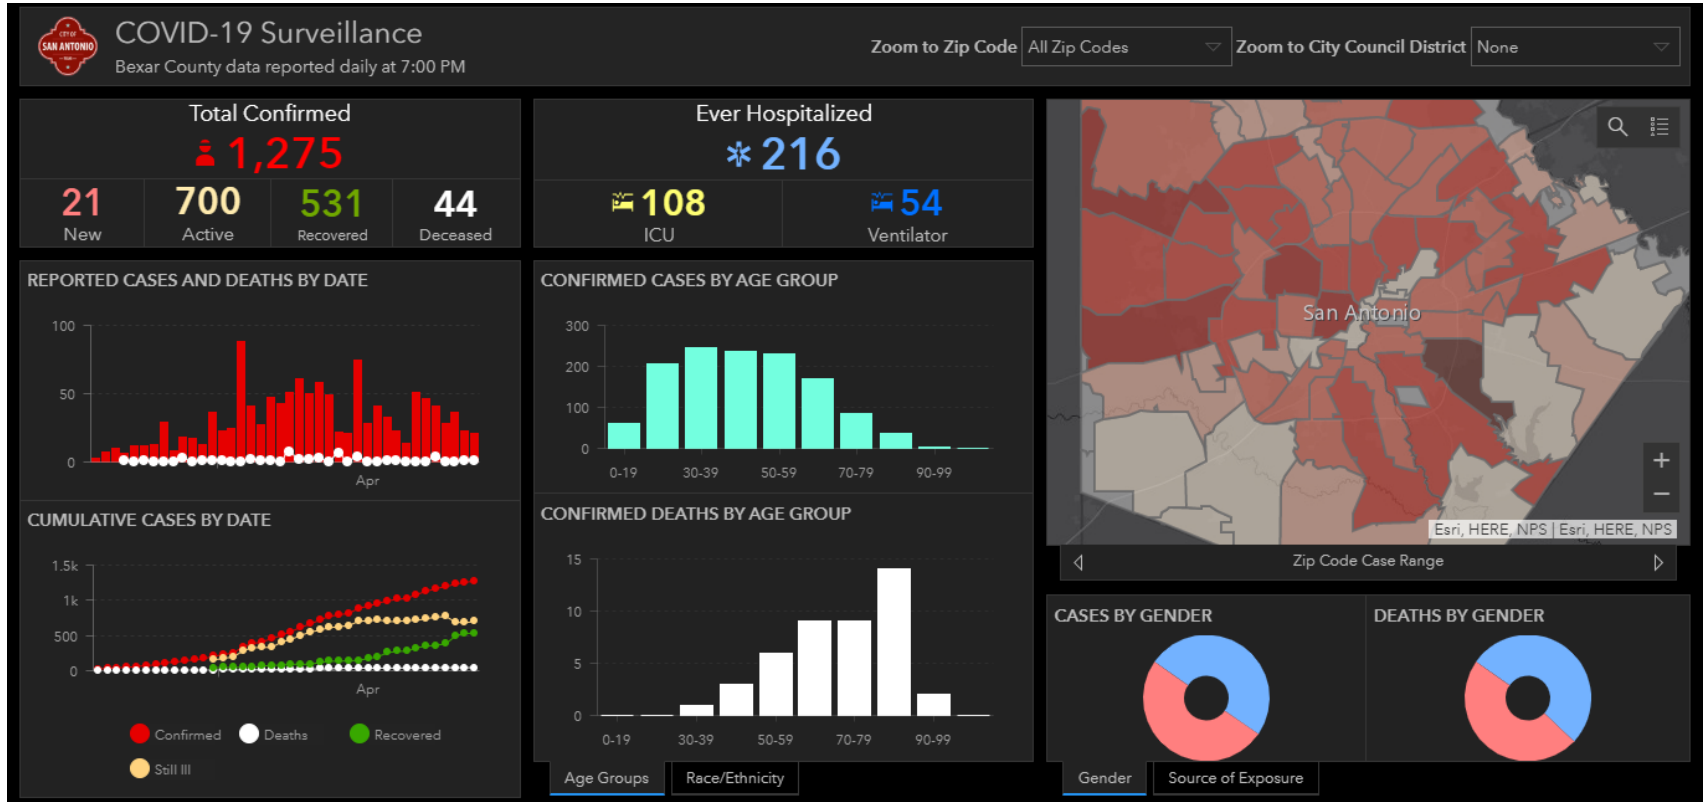 CITY OF
SAN ANTONIO
COVID-19 Surveillance
Bexar County data reported daily at 7:00 PM
Zoom to Zip Code All Zip Codes Zoom to City Council District None
Total Confirmed
1,275
21 700 531 44
New Active Recovered Deceased
Ever Hospitalized
216
108 54
ICU Ventilator
REPORTED CASES AND DEATHS BY DATE
100
50
0
Apr
CUMULATIVE CASES BY DATE
1.5k
1k
500
0
Apr
Confirmed Deaths Recovered
Still Ill
CONFIRMED CASES BY AGE GROUP
300
200
100
0
0-19 30-39 50-59 70-79 90-99
CONFIRMED DEATHS BY AGE GROUP
15
10
5
0
0-19 30-39 50-59 70-79 90-99
Age Groups Race/Ethnicity
San Antonio
+
−
Esri, HERE, NPS | Esri, HERE, NPS
Zip Code Case Range
CASES BY GENDER DEATHS BY GENDER
Gender Source of Exposure